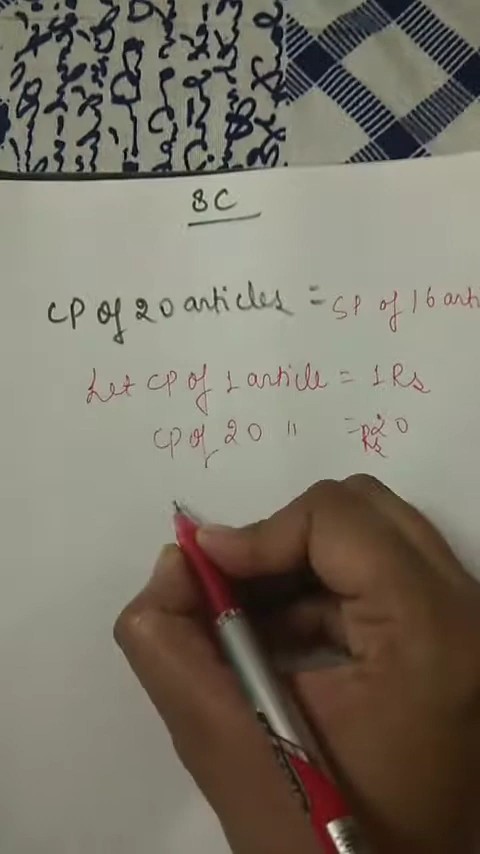 8C
CP of 20 articles = SP of 16 arti
Let CP of 1 article = 1 Rs
CP of 20 " = Rs 20